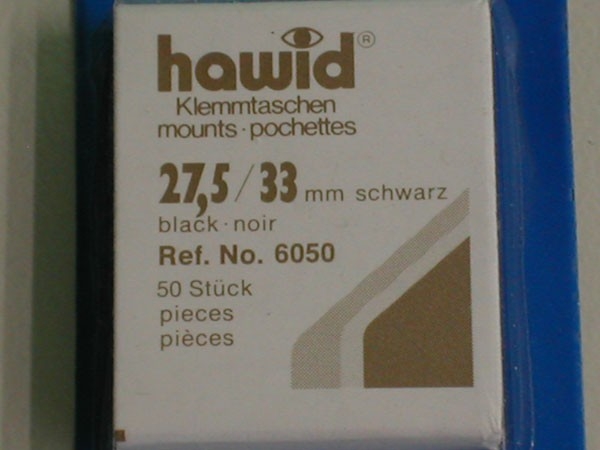 hawid®
Klemmtaschen
mounts·pochettes
27,5/33 mm schwarz
black·noir
Ref. No. 6050
50 Stück
pieces
pièces